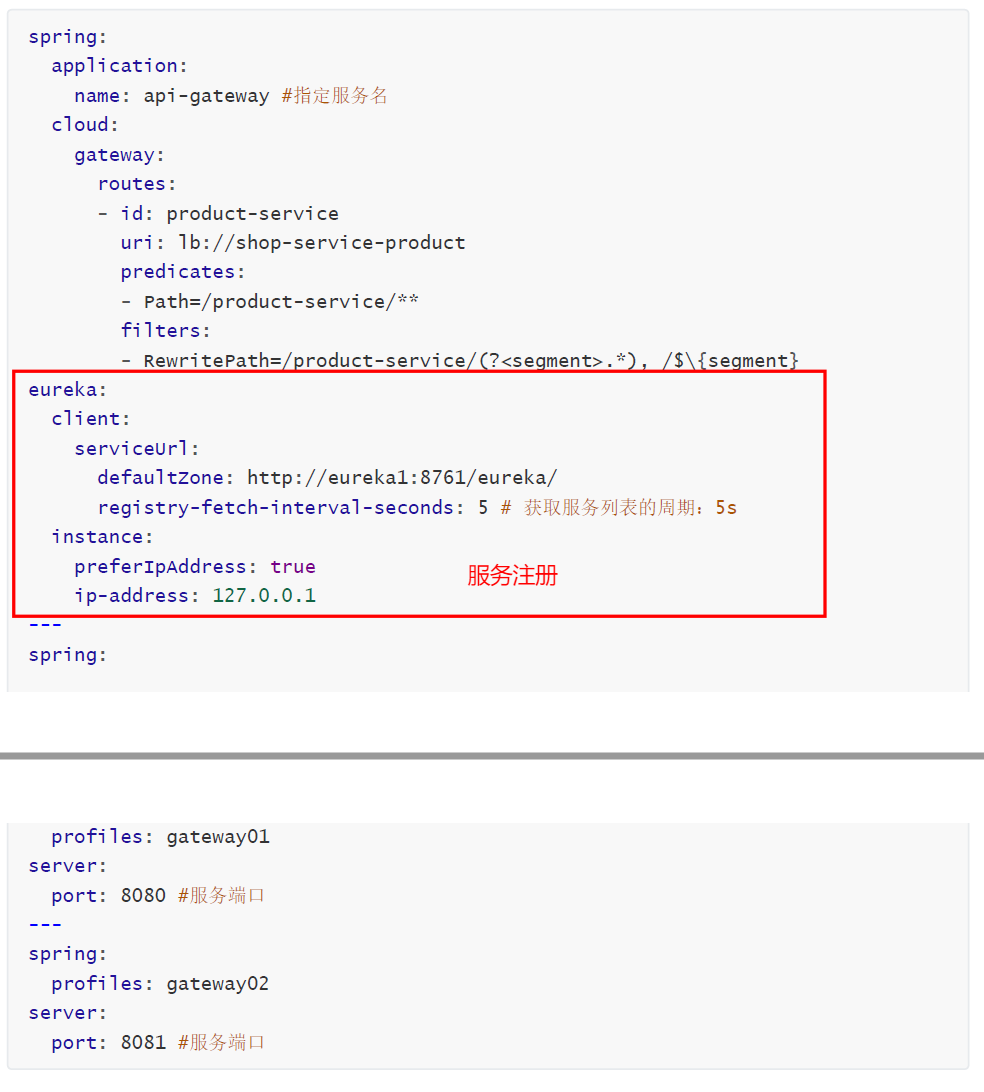 spring:
  application:
    name: api-gateway #指定服务名
  cloud:
    gateway:
      routes:
      - id: product-service
        uri: lb://shop-service-product
        predicates:
        - Path=/product-service/**
        filters:
        - RewritePath=/product-service/(?<segment>.*), /$\{segment}
eureka:
  client:
    serviceUrl:
      defaultZone: http://eureka1:8761/eureka/
      registry-fetch-interval-seconds: 5 # 获取服务列表的周期：5s
  instance:
    preferIpAddress: true
服务注册
    ip-address: 127.0.0.1
---
spring:
  profiles: gateway01
server:
  port: 8080 #服务端口
---
spring:
  profiles: gateway02
server:
  port: 8081 #服务端口